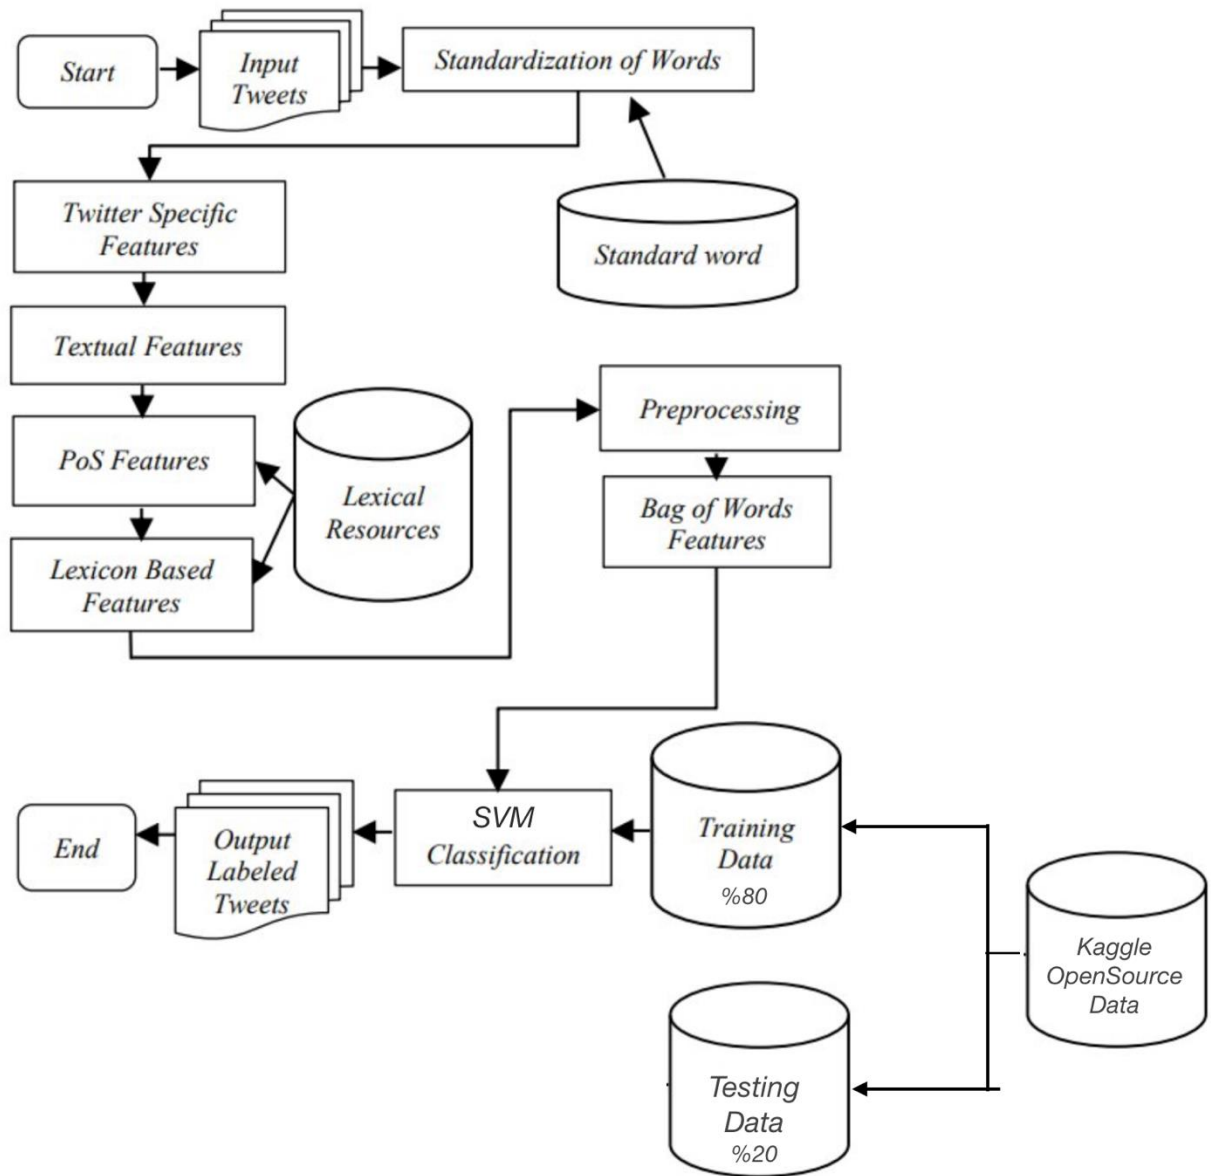 Start
Input
Tweets
Standardization of Words
Standard word
Twitter Specific
Features
Textual Features
PoS Features
Lexical
Resources
Lexicon Based
Features
Preprocessing
Bag of Words
Features
SVM
Classification
Training
Data
%80
Output
Labeled
Tweets
End
Kaggle
OpenSource
Data
Testing
Data
%20